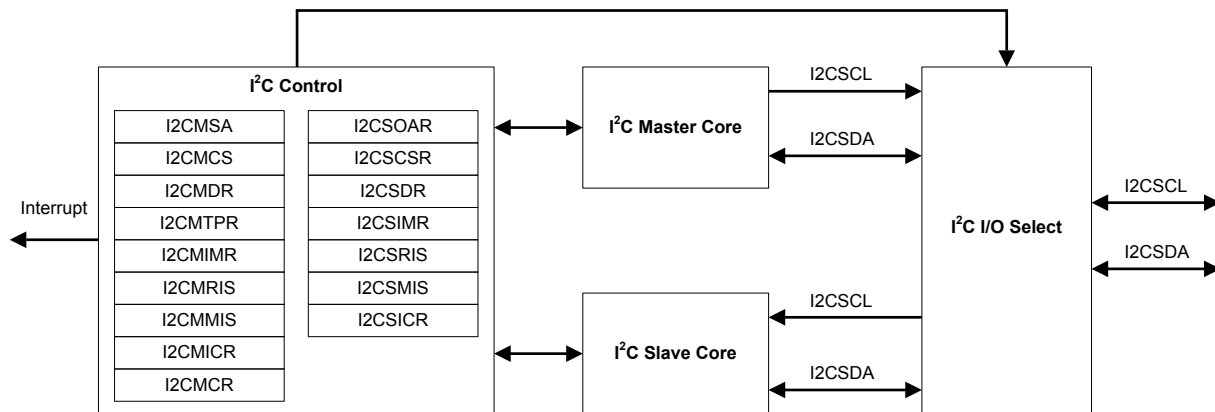 I²C Control
I2CMSA
I2CMCS
I2CMDR
I2CMTPR
I2CMIMR
I2CMRIS
I2CMMIS
I2CMICR
I2CMCR
I2CSOAR
I2CSCSR
I2CSDR
I2CSIMR
I2CSRIS
I2CSMIS
I2CSICR
Interrupt
I²C Master Core
I2CSCL
I2CSDA
I²C Slave Core
I2CSCL
I2CSDA
I²C I/O Select
I2CSCL
I2CSDA